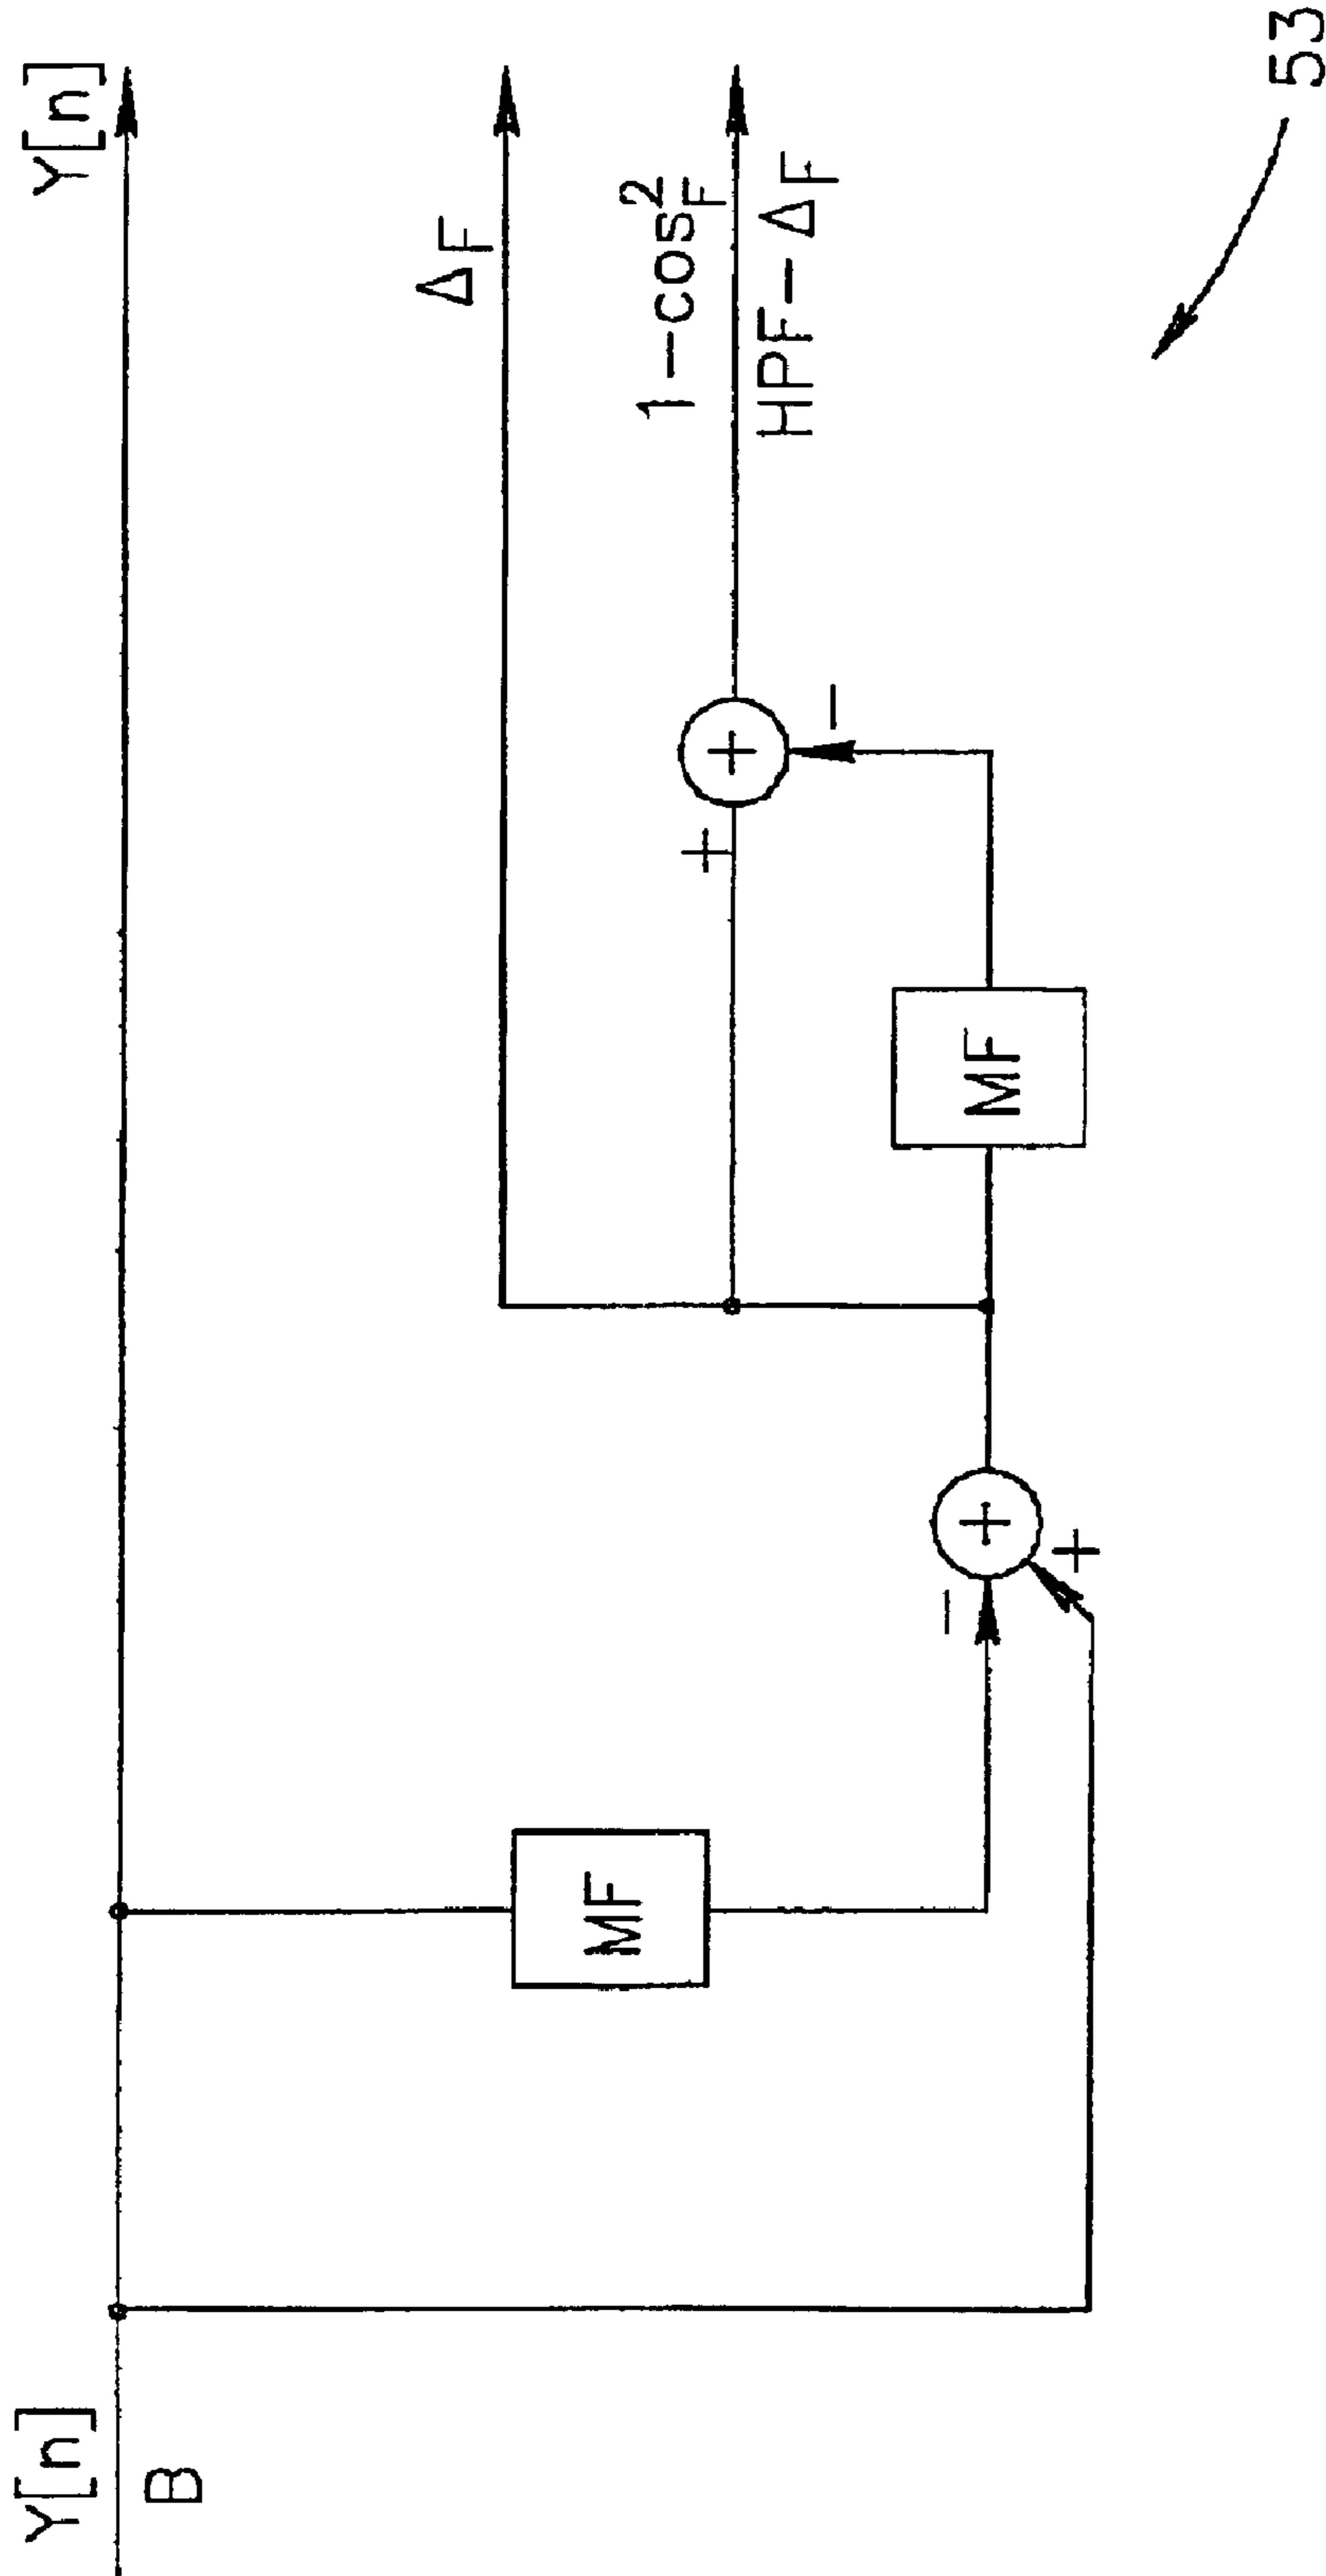 Y[n]
B
MF
−
+
+
MF
+
+
−
Y[n]
ΔF
1−cos²F
HPF−ΔF
53